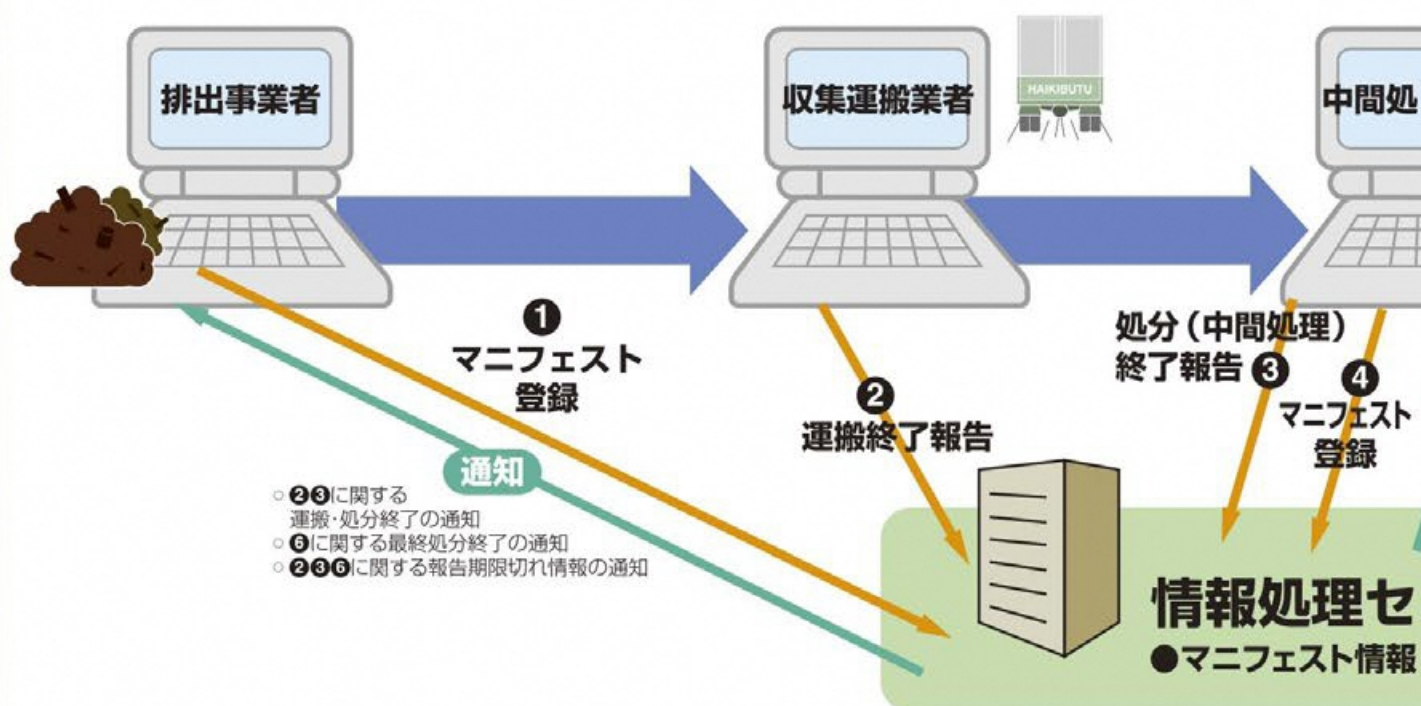 排出事業者
収集運搬業者
HAIKIBUTU
中間処
❶
マニフェスト
登録
❷
運搬終了報告
処分(中間処理)
終了報告❸
❹
マニフェスト
登録
通知
○❷❸に関する
運搬・処分終了の通知
○❻に関する最終処分終了の通知
○❷❸❻に関する報告期限切れ情報の通知
情報処理セ
●マニフェスト情報